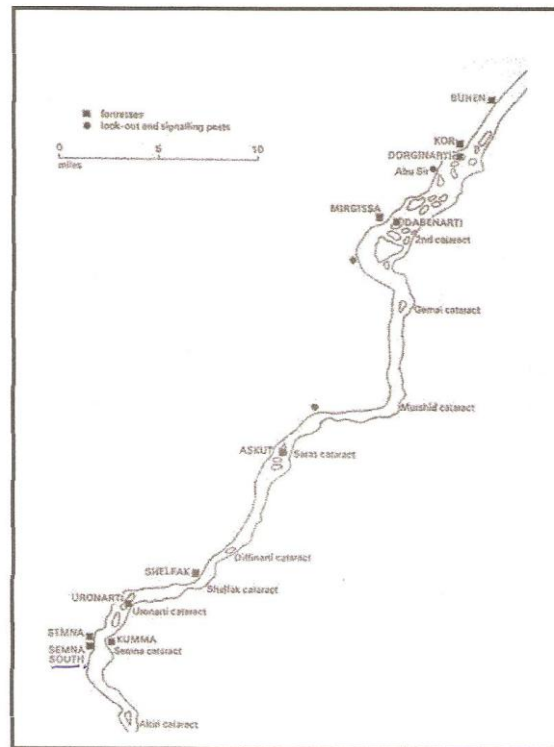 ■ fortresses
● look-out and signalling posts
0 5 10
miles
BUHEN
KOR
DORGINARTI
Abu Sir
MIRGISSA
DABENARTI
2nd cataract
Gemai cataract
Murshid cataract
ASKUT
Saras cataract
Diffinarti cataract
SHELFAK
Shelfak cataract
URONARTI
Uronarti cataract
SEMNA
KUMMA
SEMNA
SOUTH
Semna cataract
cataract